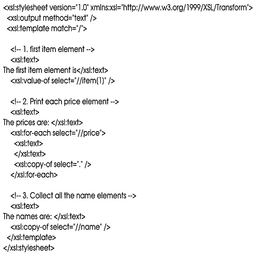 <xsl:stylesheet version="1.0" xmlns:xsl="http://www.w3.org/1999/XSL/Transform">
<xsl:output method="text" />
<xsl:template match="/">
<!-- 1. first item element -->
<xsl:text>
The first item element is</xsl:text>
<xsl:value-of select="//item(1)" />
<!-- 2. Print each price element -->
<xsl:text>
The prices are: </xsl:text>
<xsl:for-each select="//price">
<xsl:text>
</xsl:text>
<xsl:copy-of select="." />
</xsl:for-each>
<!-- 3. Collect all the name elements -->
<xsl:text>
The names are: </xsl:text>
<xsl:copy-of select="//name" />
</xsl:template>
</xsl:stylesheet>